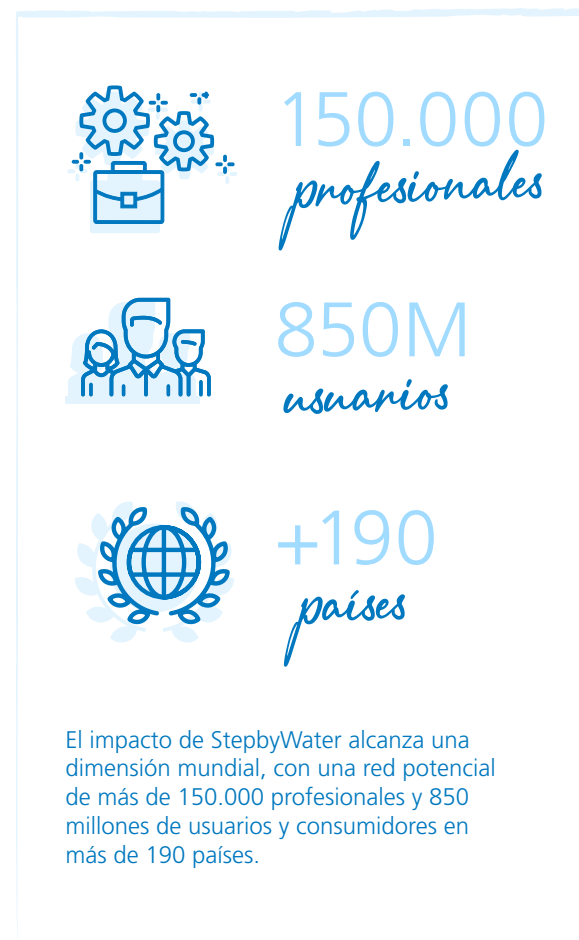 150.000
profesionales
850M
usuarios
+190
países
El impacto de StepbyWater alcanza una
dimensión mundial, con una red potencial
de más de 150.000 profesionales y 850
millones de usuarios y consumidores en
más de 190 países.